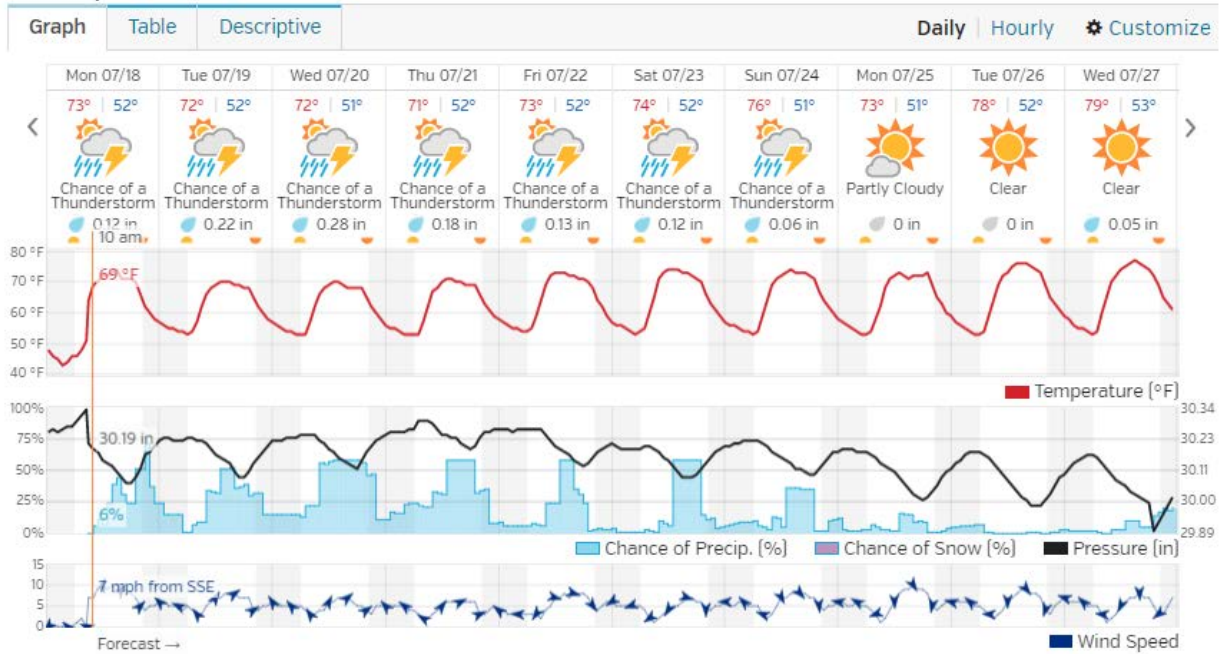 Graph Table Descriptive Daily Hourly Customize
Mon 07/18 Tue 07/19 Wed 07/20 Thu 07/21 Fri 07/22 Sat 07/23 Sun 07/24 Mon 07/25 Tue 07/26 Wed 07/27
73° | 52° 72° | 52° 72° | 51° 71° | 52° 73° | 52° 74° | 52° 76° | 51° 73° | 51° 78° | 52° 79° | 53°
Chance of a Chance of a Chance of a Chance of a Chance of a Chance of a Chance of a Partly Cloudy Clear Clear
Thunderstorm Thunderstorm Thunderstorm Thunderstorm Thunderstorm Thunderstorm Thunderstorm
0.12 in 0.22 in 0.28 in 0.18 in 0.13 in 0.12 in 0.06 in 0 in 0 in 0.05 in
10 am
80 °F
69 °F
70 °F
60 °F
50 °F
40 °F
Temperature (°F)
100% 30.34
75% 30.19 in 30.23
50% 30.11
25% 30.00
6%
0% 29.89
Chance of Precip. (%) Chance of Snow (%) Pressure (in)
15
10 7 mph from SSE
5
0
Forecast → Wind Speed